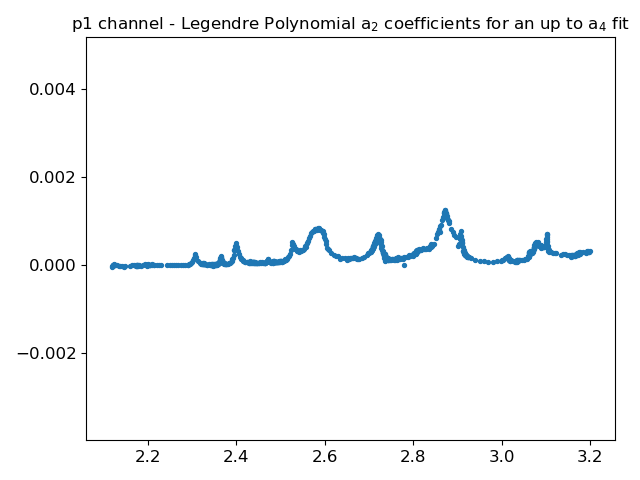 p1 channel - Legendre Polynomial a₂ coefficients for an up to a₄ fit
0.004
0.002
0.000
−0.002
2.2 2.4 2.6 2.8 3.0 3.2